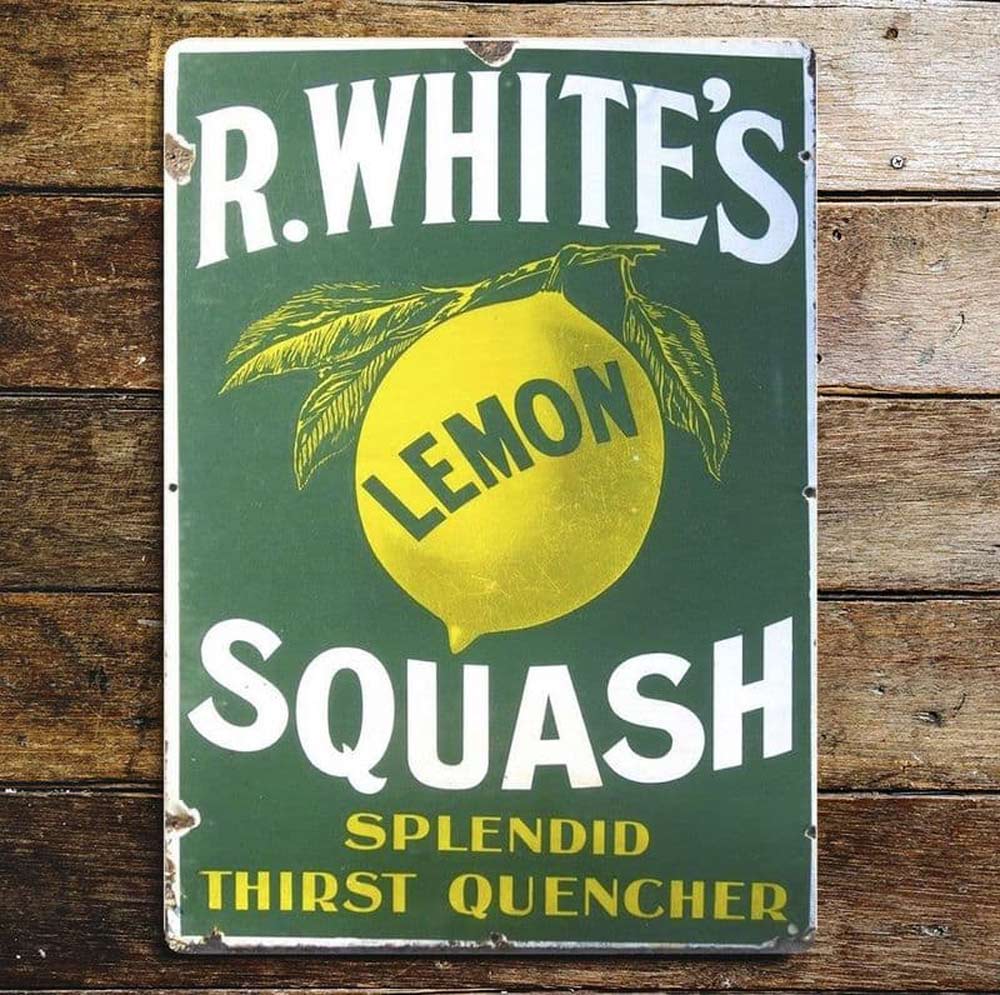 R. WHITE'S
LEMON
SQUASH
SPLENDID
THIRST QUENCHER